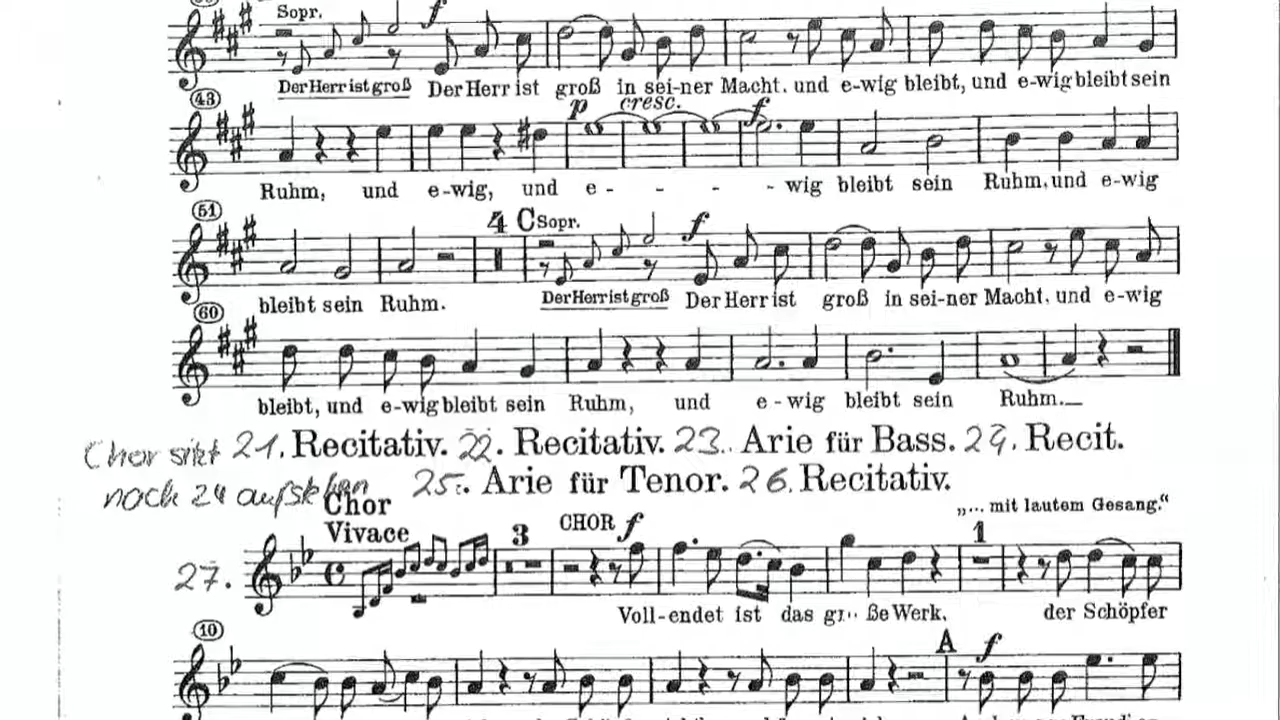 Sopr. f
Der Herr ist groß Der Herr ist groß in sei-ner Macht. und e-wig bleibt, und e-wig bleibt sein
43 p cresc. f
Ruhm, und e-wig, und e - - - - wig bleibt sein Ruhm, und e-wig
51 4 C Sopr. f
bleibt sein Ruhm. Der Herr ist groß Der Herr ist groß in sei-ner Macht. und e-wig
60
bleibt, und e-wig bleibt sein Ruhm, und e-wig bleibt sein Ruhm.
Chor sitzt 21. Recitativ. 22. Recitativ. 23. Arie für Bass. 24. Recit.
noch 24 aufstehen 25. Arie für Tenor. 26. Recitativ.
Chor
Vivace 3 CHOR f „... mit lautem Gesang.“ 1
27.
Voll-endet ist das Werk, der Schöpfer
10 A f